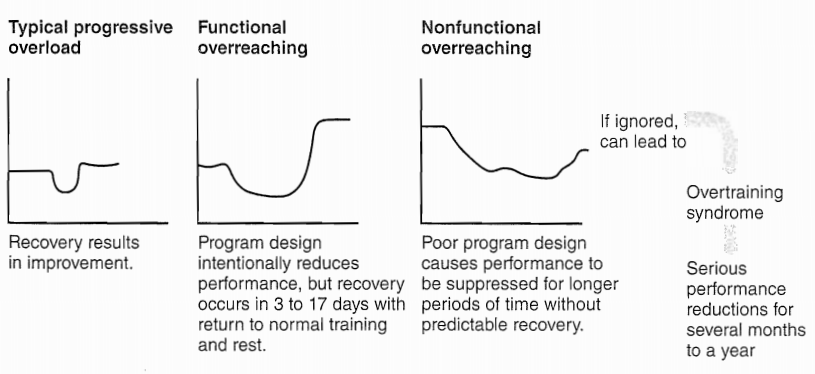 Typical progressive
overload
Recovery results
in improvement.
Functional
overreaching
Program design
intentionally reduces
performance, but recovery
occurs in 3 to 17 days with
return to normal training
and rest.
Nonfunctional
overreaching
Poor program design
causes performance to
be suppressed for longer
periods of time without
predictable recovery.
If ignored,
can lead to
Overtraining
syndrome
Serious
performance
reductions for
several months
to a year